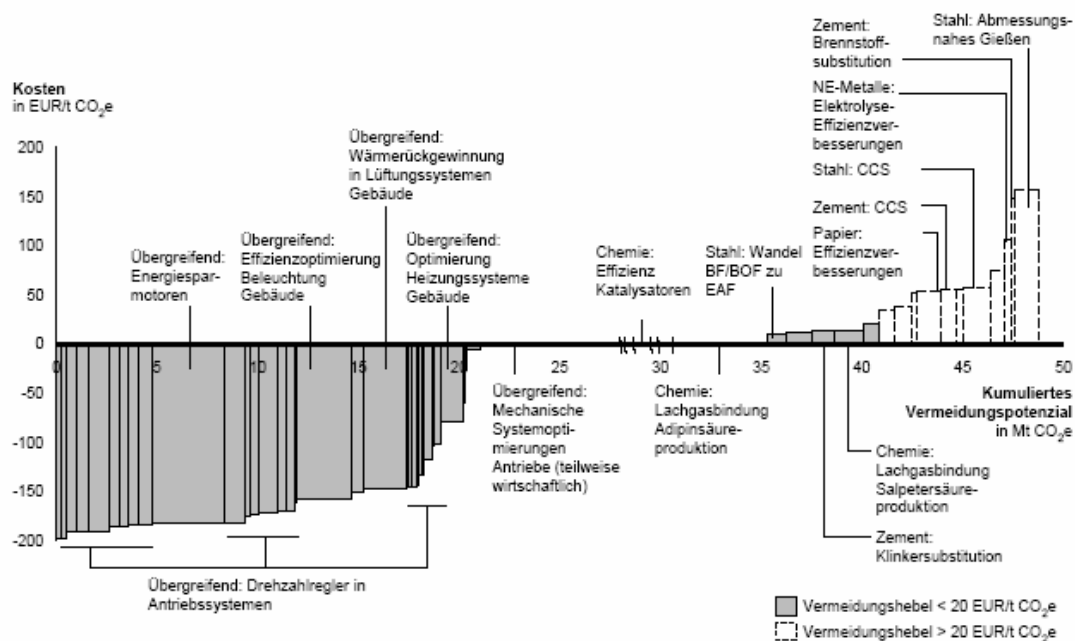 Kosten
in EUR/t CO2e
200
150
100
50
0
-50
-100
-150
-200
Übergreifend:
Energiespar-
motoren
Übergreifend:
Effizienzoptimierung
Beleuchtung
Gebäude
Übergreifend:
Wärmerückgewinnung
in Lüftungssystemen
Gebäude
Übergreifend:
Optimierung
Heizungssysteme
Gebäude
Chemie:
Effizienz
Katalysatoren
Stahl: Wandel
BF/BOF zu
EAF
Zement:
Brennstoff-
substitution
NE-Metalle:
Elektrolyse-
Effizienzver-
besserungen
Stahl: Abmessungs-
nahes Gießen
Stahl: CCS
Zement: CCS
Papier:
Effizienzver-
besserungen
0 5 10 15 20 25 30 35 40 45 50
Kumuliertes
Vermeidungspotenzial
in Mt CO2e
Übergreifend:
Mechanische
Systemopti-
mierungen
Antriebe (teilweise
wirtschaftlich)
Chemie:
Lachgasbindung
Adipinsäure-
produktion
Chemie:
Lachgasbindung
Salpetersäure-
produktion
Zement:
Klinkersubstitution
Übergreifend: Drehzahlregler in
Antriebssystemen
Vermeidungshebel < 20 EUR/t CO2e
Vermeidungshebel > 20 EUR/t CO2e